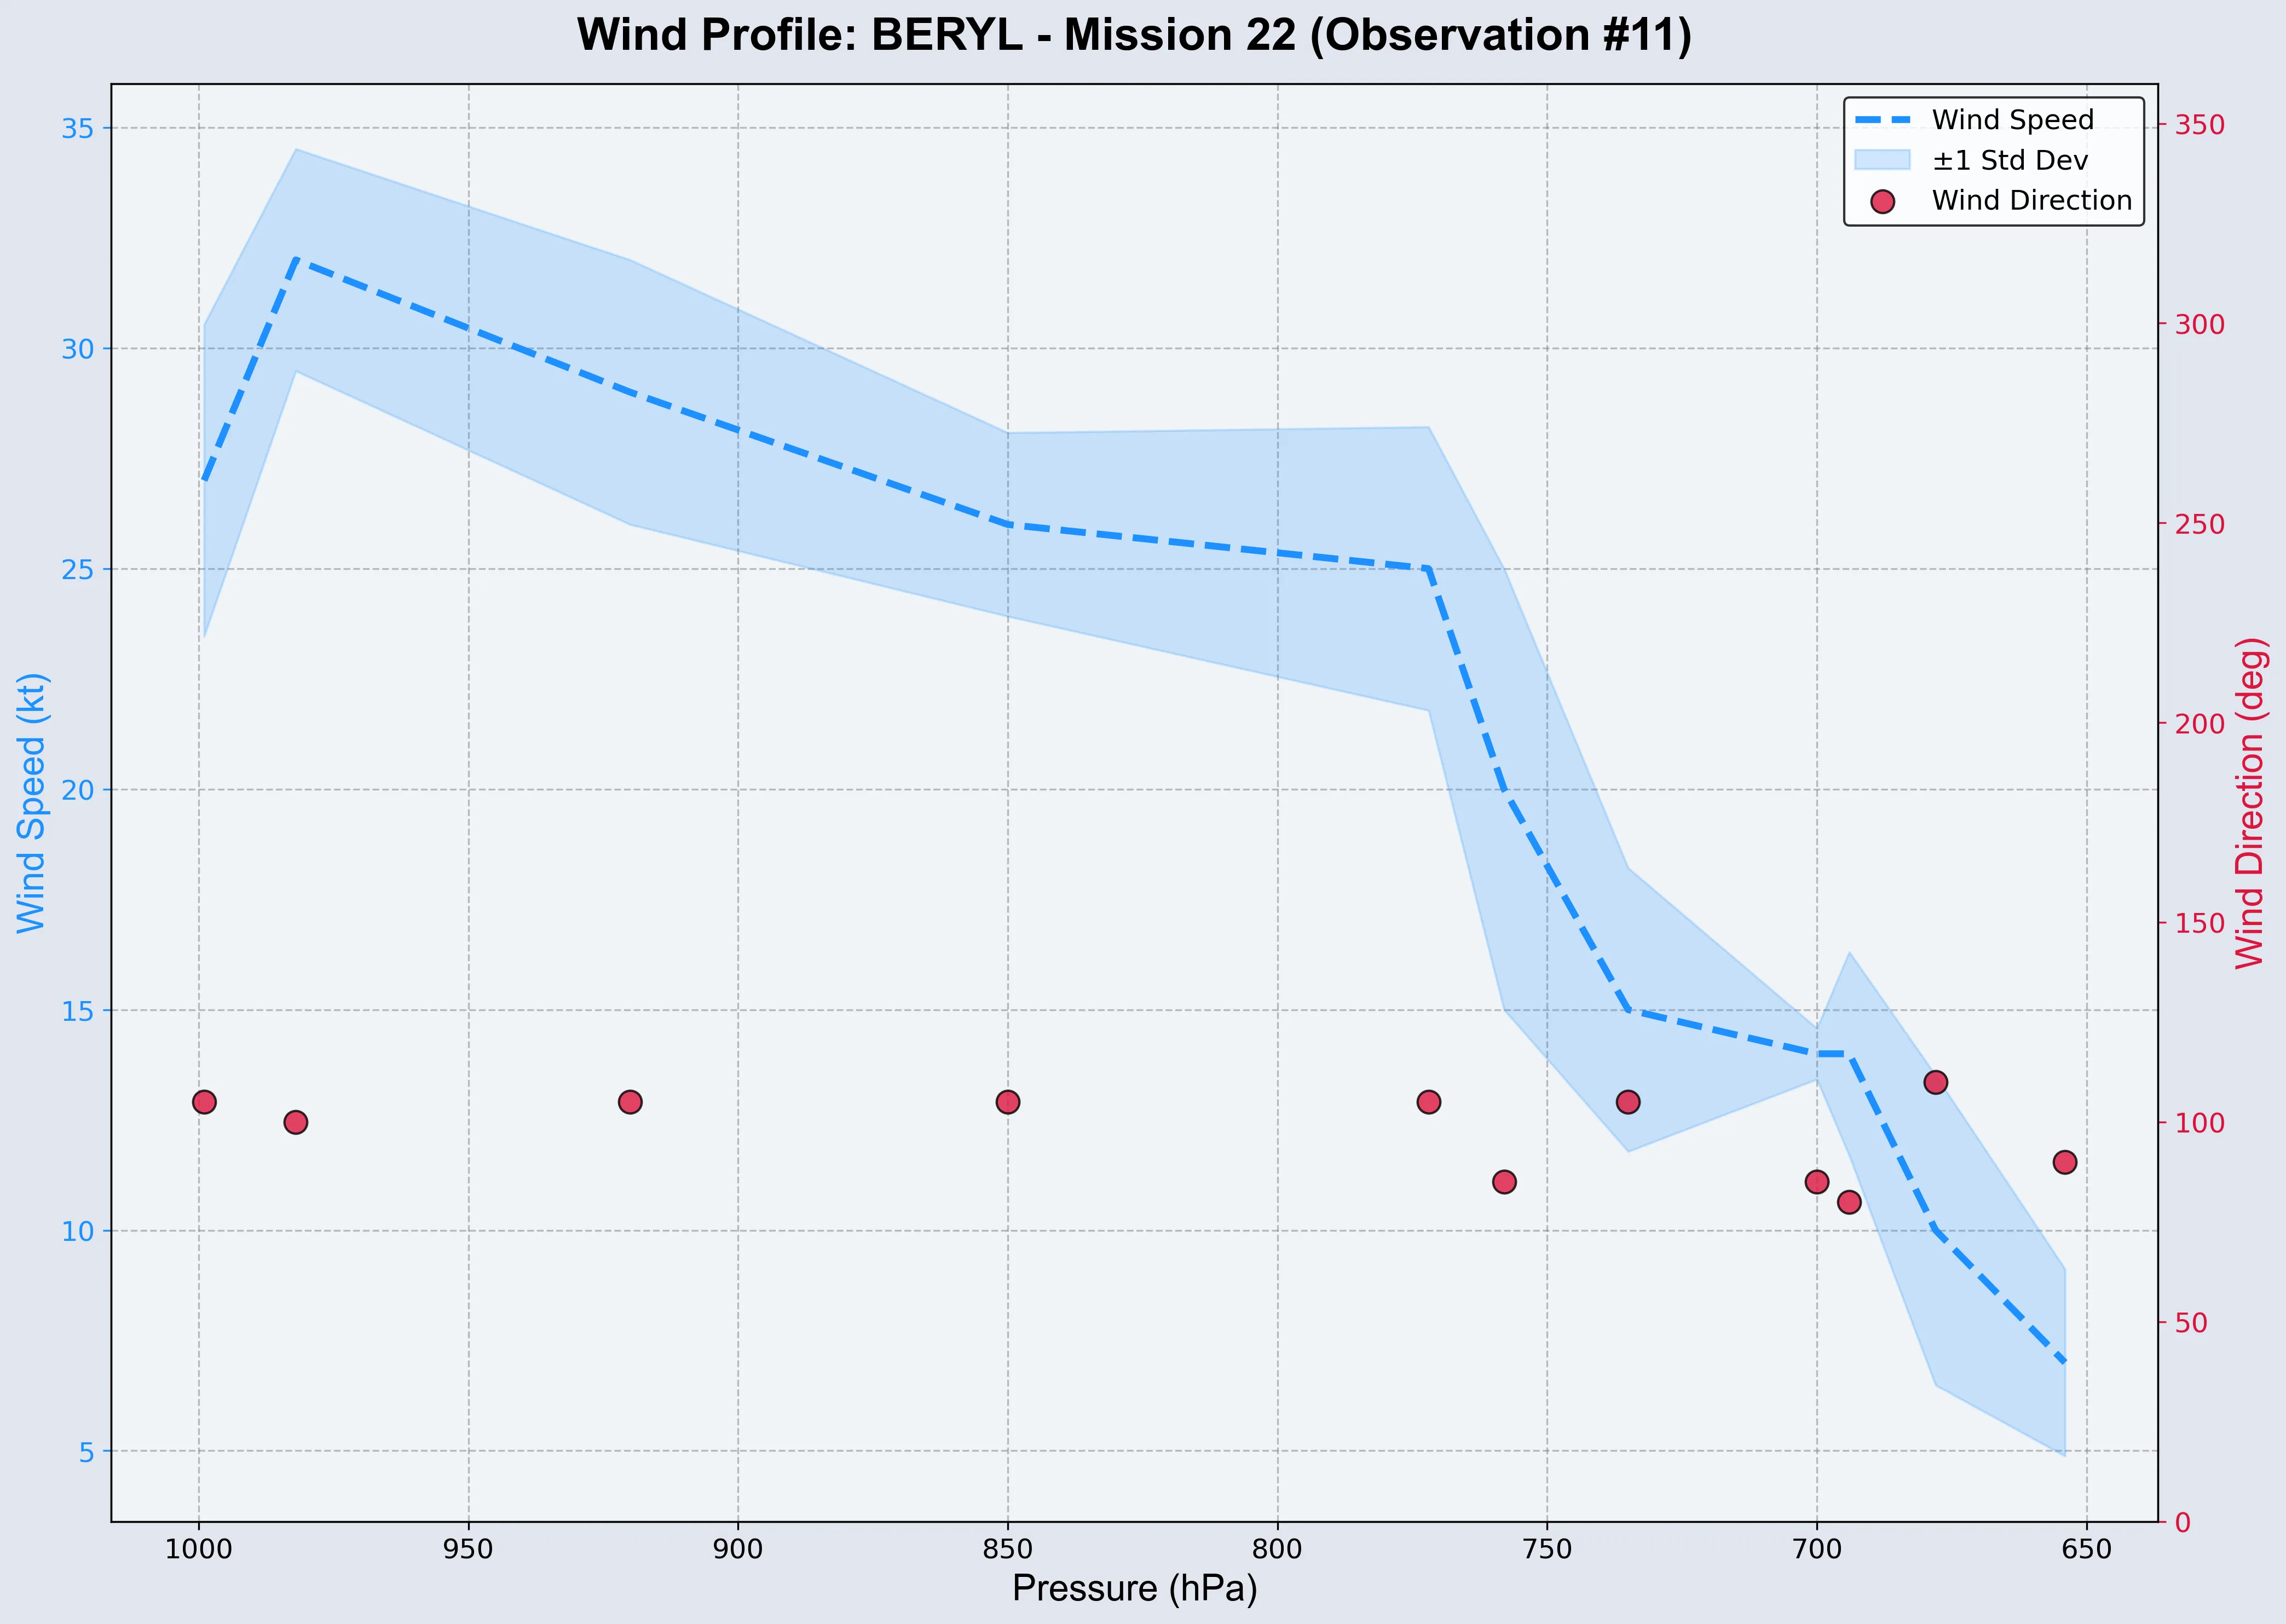 Wind Profile: BERYL - Mission 22 (Observation #11)
Wind Speed
±1 Std Dev
Wind Direction
35
30
25
20
15
10
5
Wind Speed (kt)
350
300
250
200
150
100
50
0
Wind Direction (deg)
1000 950 900 850 800 750 700 650
Pressure (hPa)